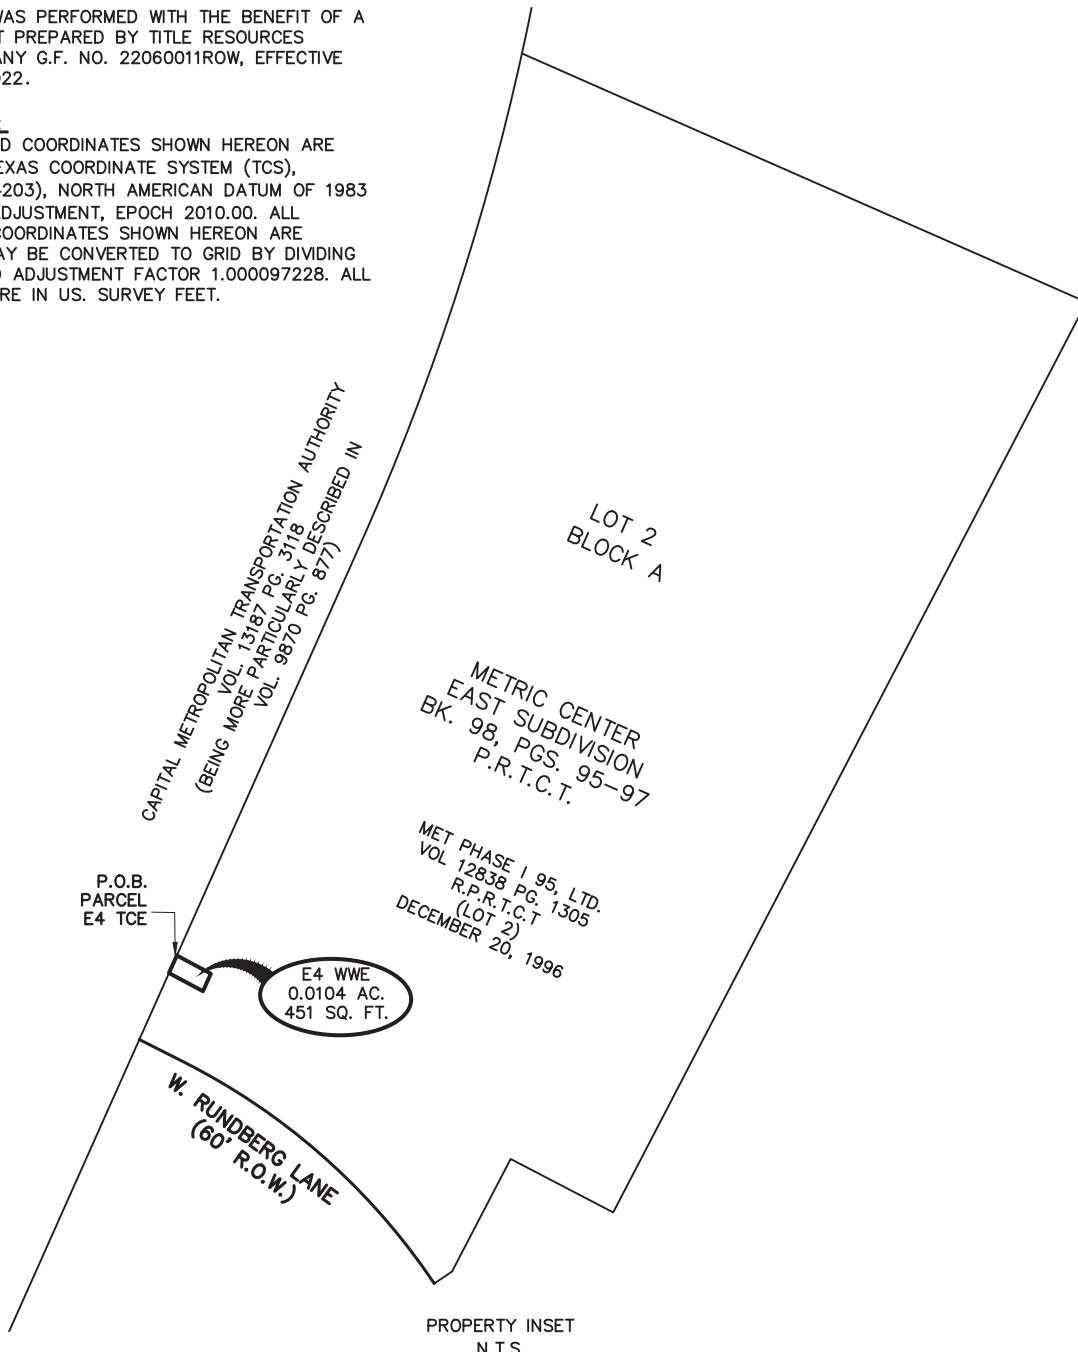 WAS PERFORMED WITH THE BENEFIT OF A
T PREPARED BY TITLE RESOURCES
ANY G.F. NO. 22060011ROW, EFFECTIVE
022.
D COORDINATES SHOWN HEREON ARE
EXAS COORDINATE SYSTEM (TCS),
-203), NORTH AMERICAN DATUM OF 1983
ADJUSTMENT, EPOCH 2010.00. ALL
COORDINATES SHOWN HEREON ARE
AY BE CONVERTED TO GRID BY DIVIDING
D ADJUSTMENT FACTOR 1.000097228. ALL
RE IN US. SURVEY FEET.
CAPITAL METROPOLITAN TRANSPORTATION AUTHORITY
VOL. 13187 PG. 3118
(BEING MORE PARTICULARLY DESCRIBED IN
VOL. 9870 PG. 877)
LOT 2
BLOCK A
METRIC CENTER
EAST SUBDIVISION
BK. 98, PGS. 95-97
P.R.T.C.T.
MET PHASE I 95, LTD.
VOL 12838 PG. 1305
R.P.R.T.C.T
(LOT 2)
DECEMBER 20, 1996
P.O.B.
PARCEL
E4 TCE
E4 WWE
0.0104 AC.
451 SQ. FT.
W. RUNDBERG LANE
(60' R.O.W.)
PROPERTY INSET
N.T.S.